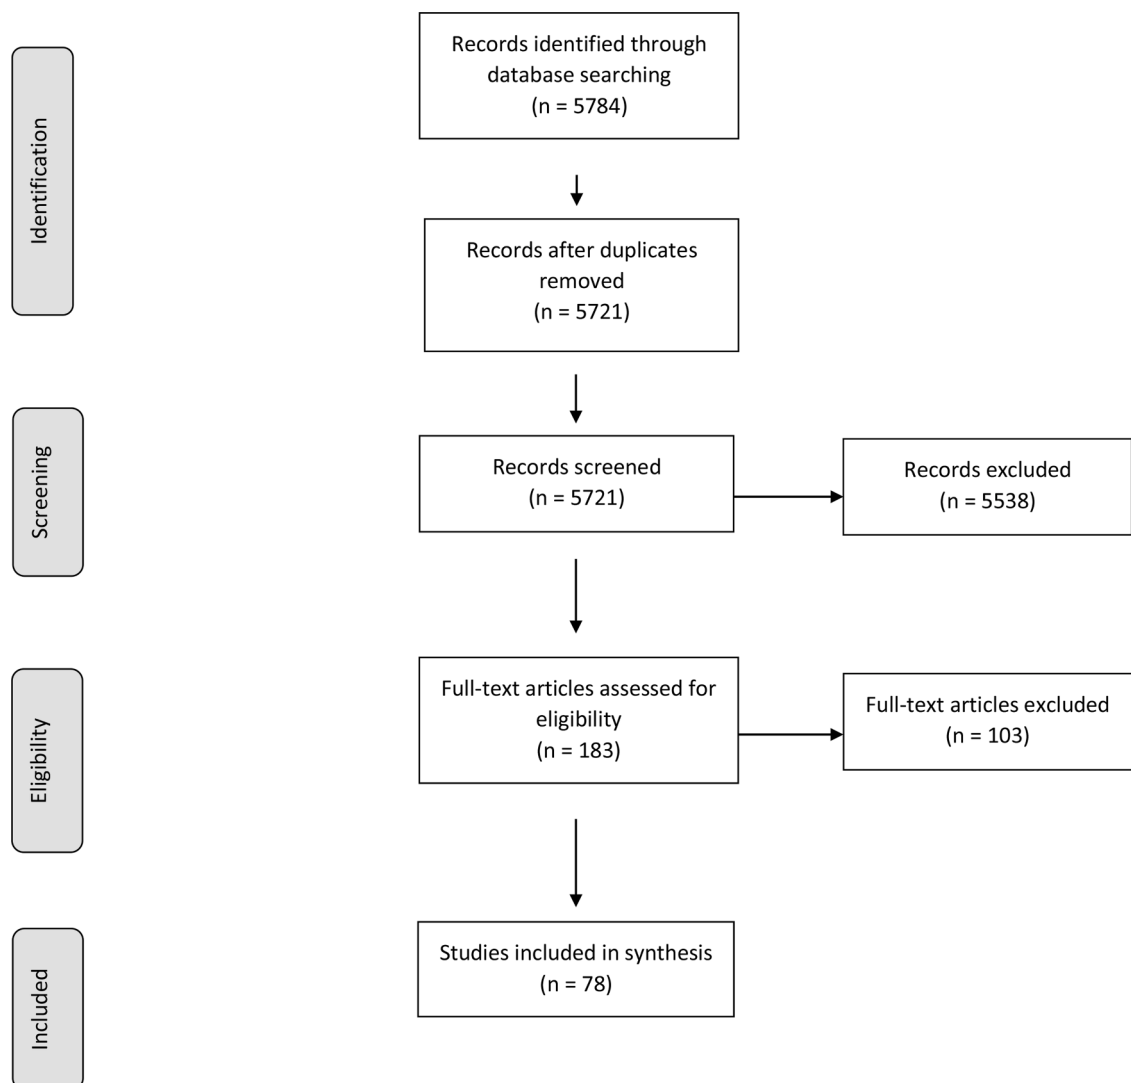 Identification
Records identified through
database searching
(n = 5784)
Records after duplicates
removed
(n = 5721)
Screening
Records screened
(n = 5721)
Records excluded
(n = 5538)
Eligibility
Full-text articles assessed for
eligibility
(n = 183)
Full-text articles excluded
(n = 103)
Included
Studies included in synthesis
(n = 78)